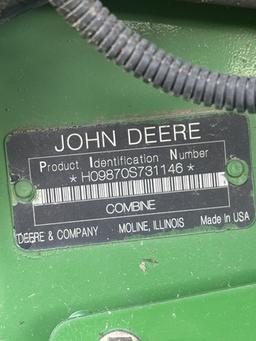 JOHN DEERE
Product Identification Number
* H09870S731146 *
COMBINE
DEERE & COMPANY MOLINE, ILLINOIS Made In USA